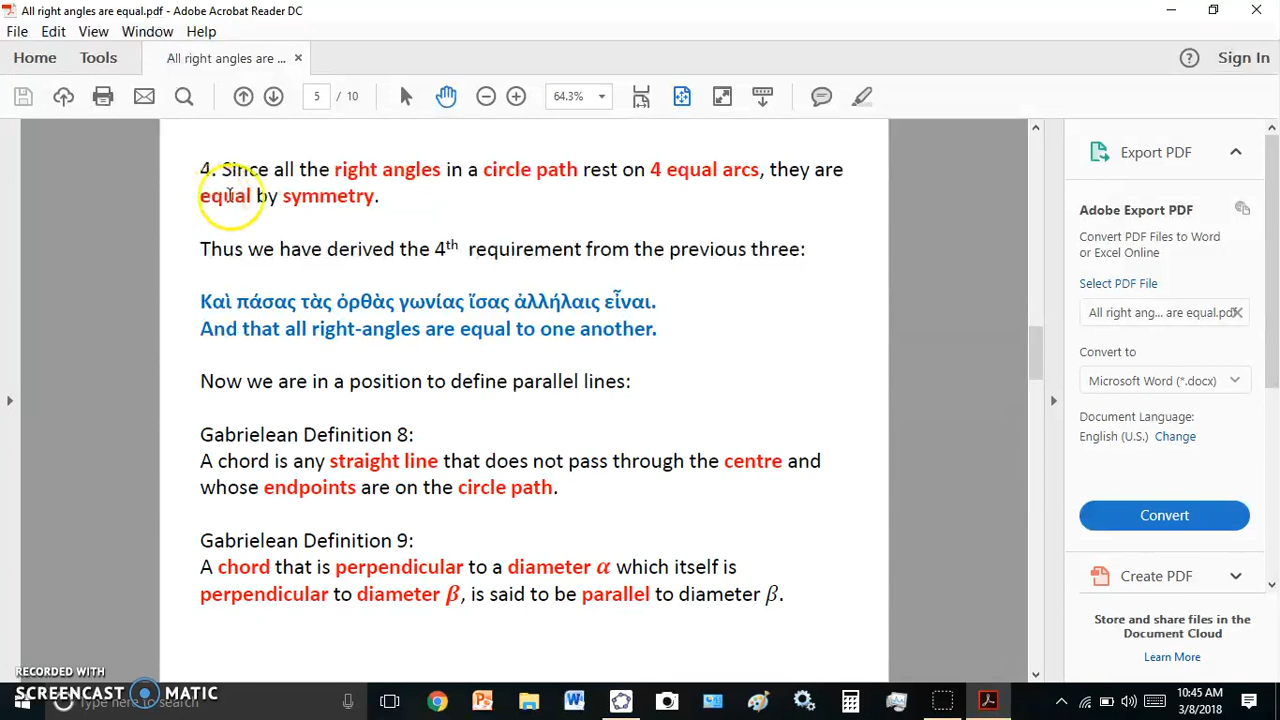 All right angles are equal.pdf - Adobe Acrobat Reader DC
File Edit View Window Help
Home Tools All right angles are ... × ? Sign In
5 / 10 64.3%
4. Since all the right angles in a circle path rest on 4 equal arcs, they are
equal by symmetry.
Thus we have derived the 4th requirement from the previous three:
Καὶ πάσας τὰς ὀρθὰς γωνίας ἴσας ἀλλήλαις εἶναι.
And that all right-angles are equal to one another.
Now we are in a position to define parallel lines:
Gabrielean Definition 8:
A chord is any straight line that does not pass through the centre and
whose endpoints are on the circle path.
Gabrielean Definition 9:
A chord that is perpendicular to a diameter α which itself is
perpendicular to diameter β, is said to be parallel to diameter β.
Export PDF
Adobe Export PDF
Convert PDF Files to Word
or Excel Online
Select PDF File
All right ang... are equal.pdf
Convert to
Microsoft Word (*.docx)
Document Language:
English (U.S.) Change
Convert
Create PDF
Store and share files in the
Document Cloud
Learn More
RECORDED WITH
SCREENCAST MATIC
Type here to search
10:45 AM
3/8/2018